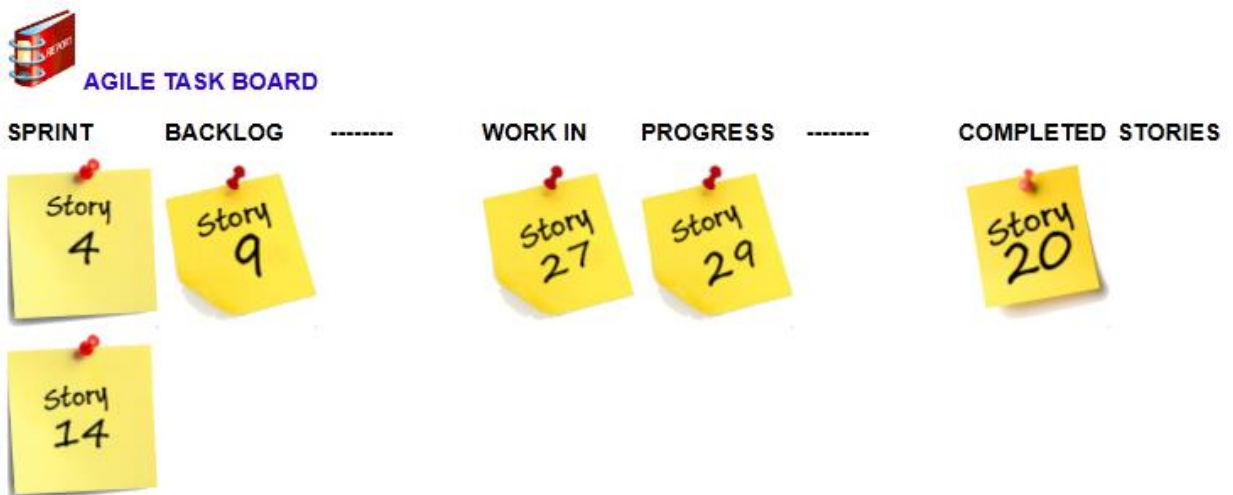 REPORT
AGILE TASK BOARD
SPRINT BACKLOG -------- WORK IN PROGRESS -------- COMPLETED STORIES
Story
4
Story
9
Story
27
Story
29
Story
20
Story
14